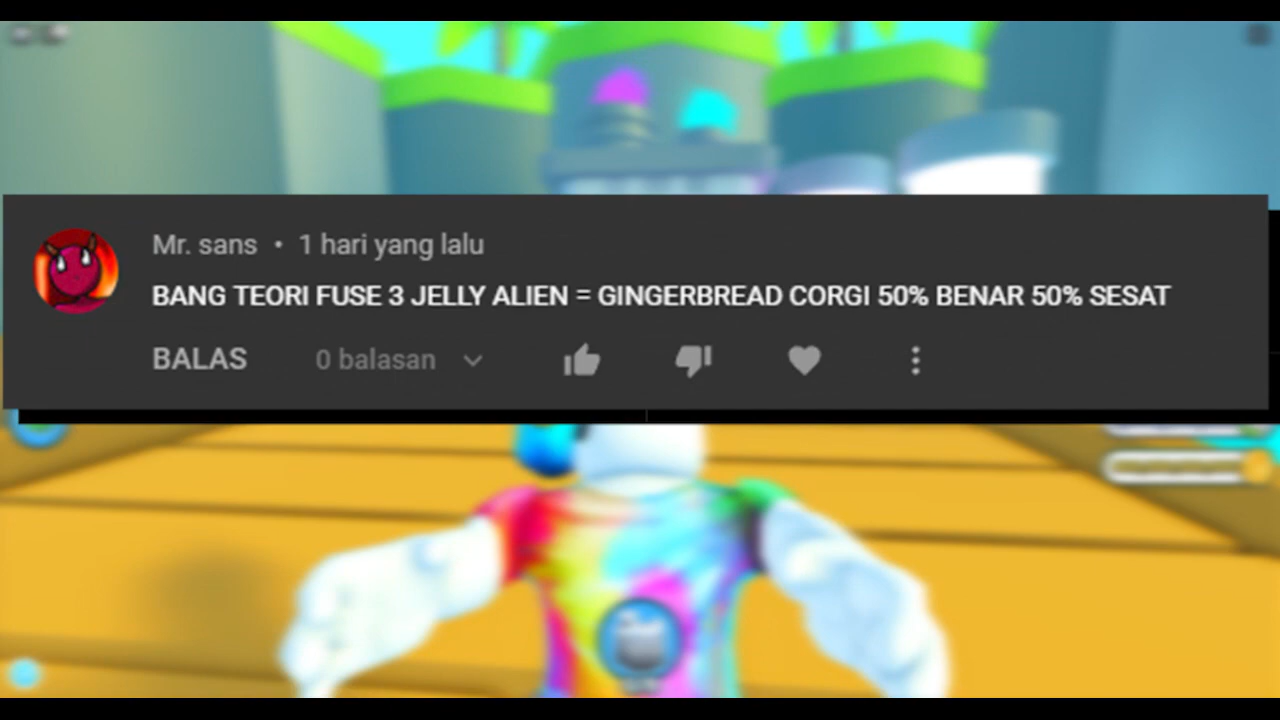 Mr. sans • 1 hari yang lalu
BANG TEORI FUSE 3 JELLY ALIEN = GINGERBREAD CORGI 50% BENAR 50% SESAT
BALAS 0 balasan